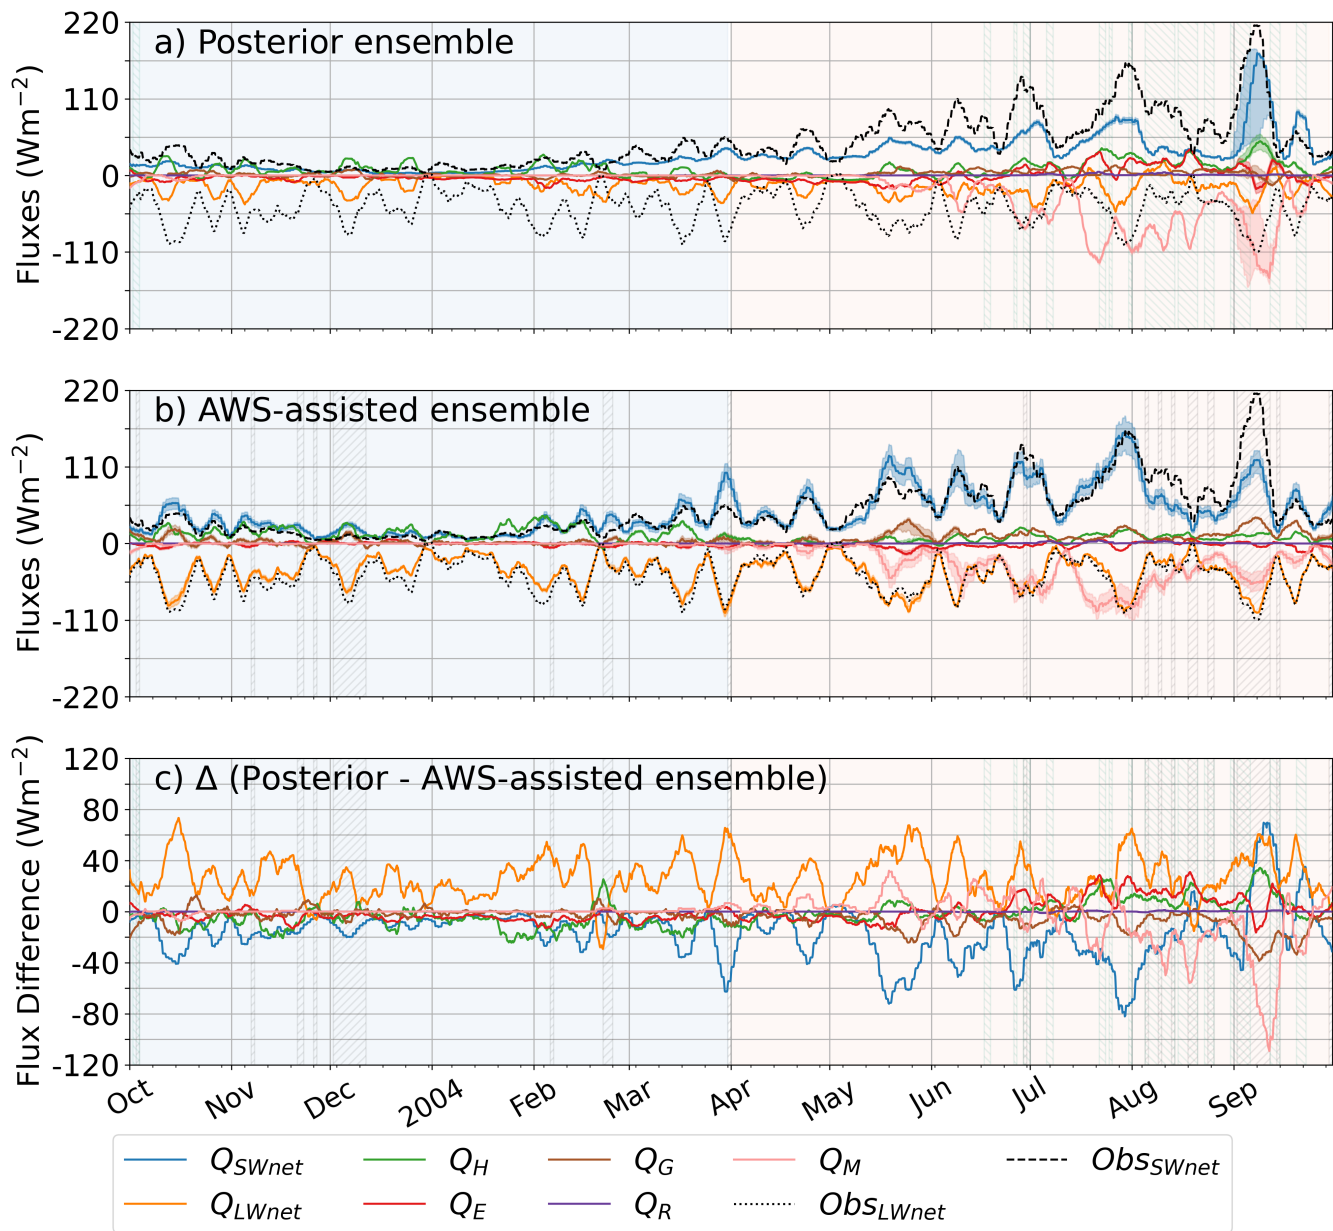 220
a) Posterior ensemble
110
0
-110
-220
Fluxes (Wm⁻²)
220
b) AWS-assisted ensemble
110
0
-110
-220
Fluxes (Wm⁻²)
120
c) Δ (Posterior - AWS-assisted ensemble)
80
40
0
-40
-80
-120
Flux Difference (Wm⁻²)
Oct Nov Dec 2004 Feb Mar Apr May Jun Jul Aug Sep
Q_SWnet Q_H Q_G Q_M Obs_SWnet
Q_LWnet Q_E Q_R Obs_LWnet